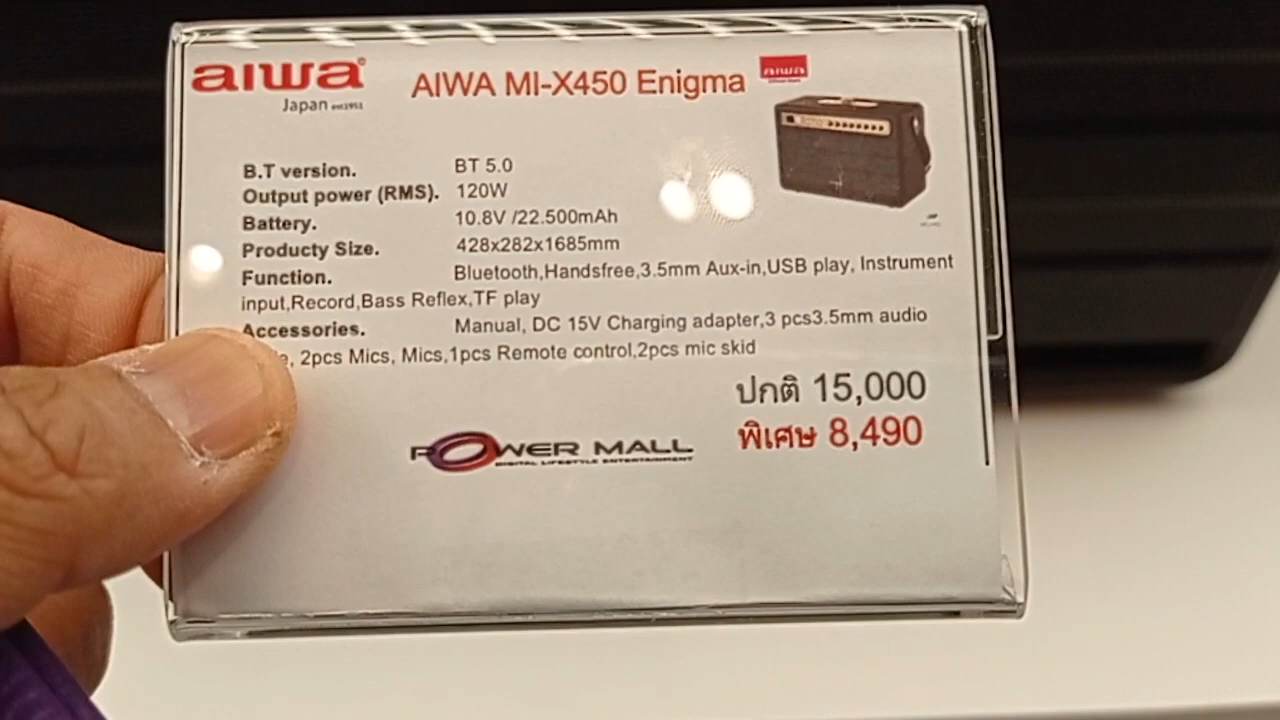 aiwa
Japan est1951
AIWA MI-X450 Enigma
aiwa
B.T version. BT 5.0
Output power (RMS). 120W
Battery. 10.8V /22.500mAh
Producty Size. 428x282x1685mm
Function. Bluetooth,Handsfree,3.5mm Aux-in,USB play, Instrument
input,Record,Bass Reflex,TF play
Accessories. Manual, DC 15V Charging adapter,3 pcs3.5mm audio
, 2pcs Mics, Mics,1pcs Remote control,2pcs mic skid
ปกติ 15,000
พิเศษ 8,490
POWER MALL
DIGITAL LIFESTYLE ENTERTAINMENT